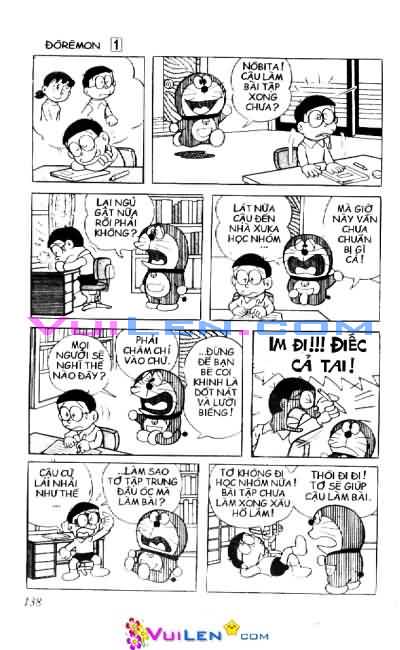 ĐÔRÊMON 1
NÔBITA!
CẬU LÀM
BÀI TẬP
XONG
CHƯA?
LẠI NGỦ
GẬT NỮA
RỒI PHẢI
KHÔNG?
LÁT NỮA
CẬU ĐẾN
NHÀ XUKA
HỌC NHÓM...
MÀ GIỜ
NÀY VẪN
CHƯA
CHUẨN
BỊ GÌ
CẢ!
VUILEN.COM
MỌI
NGƯỜI SẼ
NGHĨ THẾ
NÀO ĐÂY?
PHẢI
CHĂM CHỈ
VÀO CHỨ...
...ĐỪNG
ĐỂ BẠN
BÈ COI
KHINH LÀ
DỐT NÁT
VÀ LƯỜI
BIẾNG!
IM ĐI!!! ĐIẾC
CẢ TAI!
CẬU CỨ
LẢI NHẢI
NHƯ THẾ...
...LÀM SAO
TỚ TẬP TRUNG
ĐẦU ÓC MÀ
LÀM BÀI?
TỚ KHÔNG ĐI
HỌC NHÓM NỮA!
BÀI TẬP CHƯA
LÀM XONG XẤU
HỔ LẮM!
THÔI ĐI ĐI!
TỚ SẼ GIÚP
CẬU LÀM BÀI.
138
VUILEN.COM